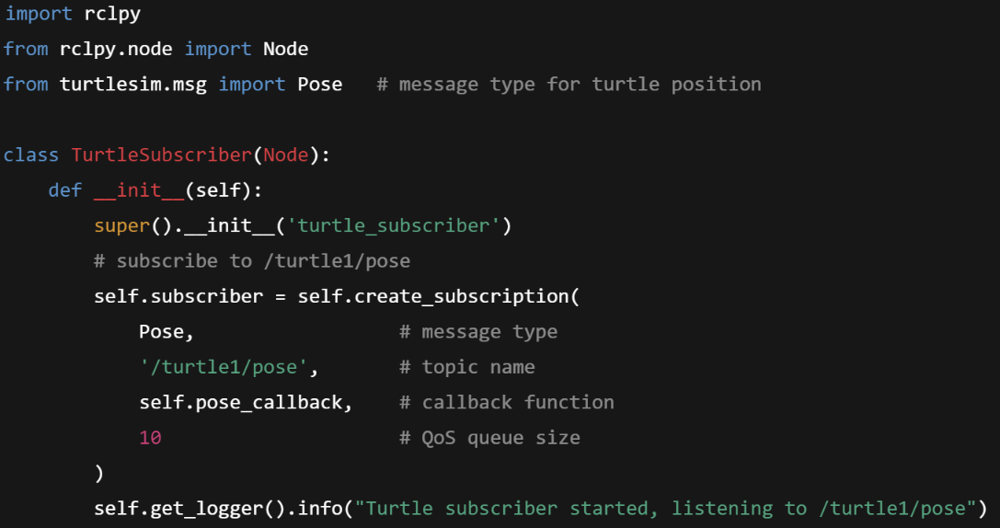 import rclpy
from rclpy.node import Node
from turtlesim.msg import Pose   # message type for turtle position

class TurtleSubscriber(Node):
    def __init__(self):
        super().__init__('turtle_subscriber')
        # subscribe to /turtle1/pose
        self.subscriber = self.create_subscription(
            Pose,                  # message type
            '/turtle1/pose',       # topic name
            self.pose_callback,    # callback function
            10                     # QoS queue size
        )
        self.get_logger().info("Turtle subscriber started, listening to /turtle1/pose")